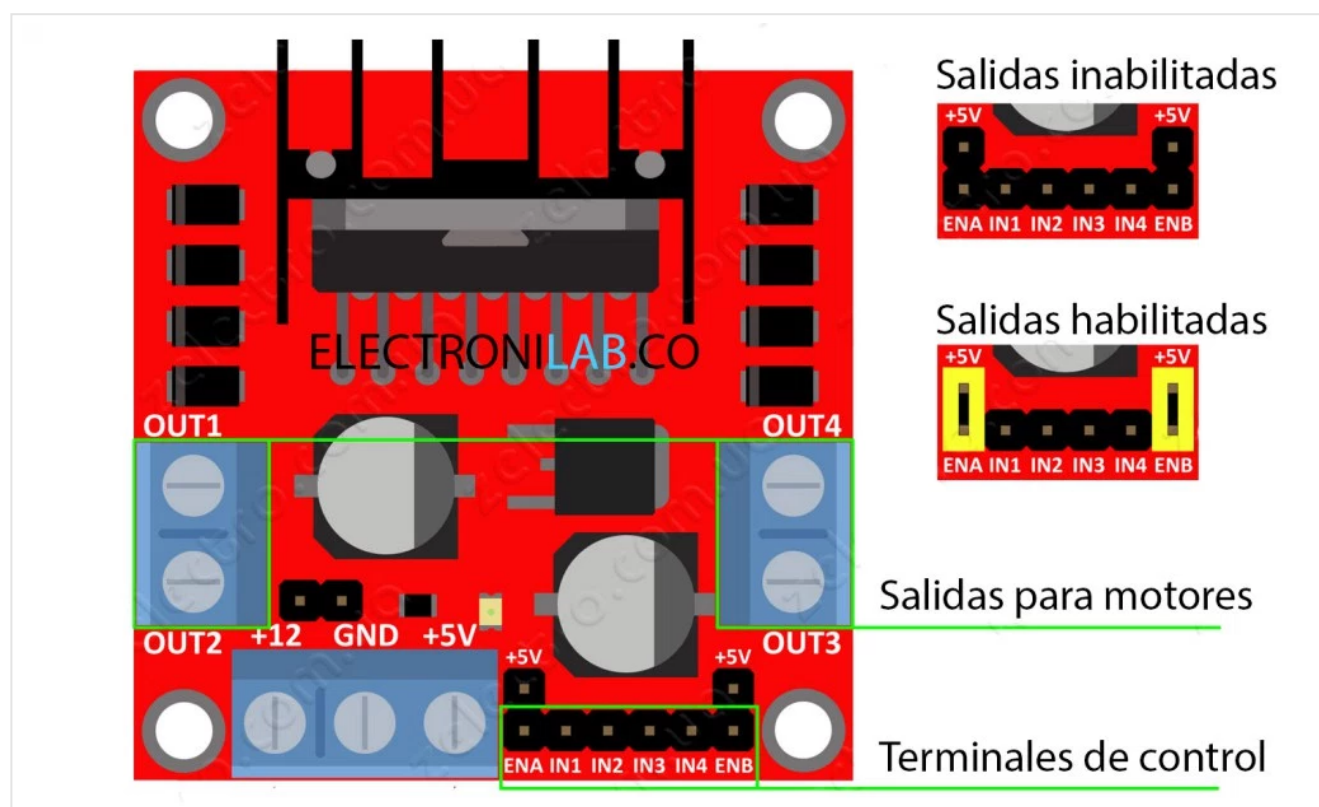 Salidas inabilitadas
+5V +5V
ENA IN1 IN2 IN3 IN4 ENB
Salidas habilitadas
+5V +5V
ENA IN1 IN2 IN3 IN4 ENB
ELECTRONILAB.CO
OUT1 OUT4
OUT2 OUT3
+12 GND +5V
+5V +5V
ENA IN1 IN2 IN3 IN4 ENB
Salidas para motores
Terminales de control